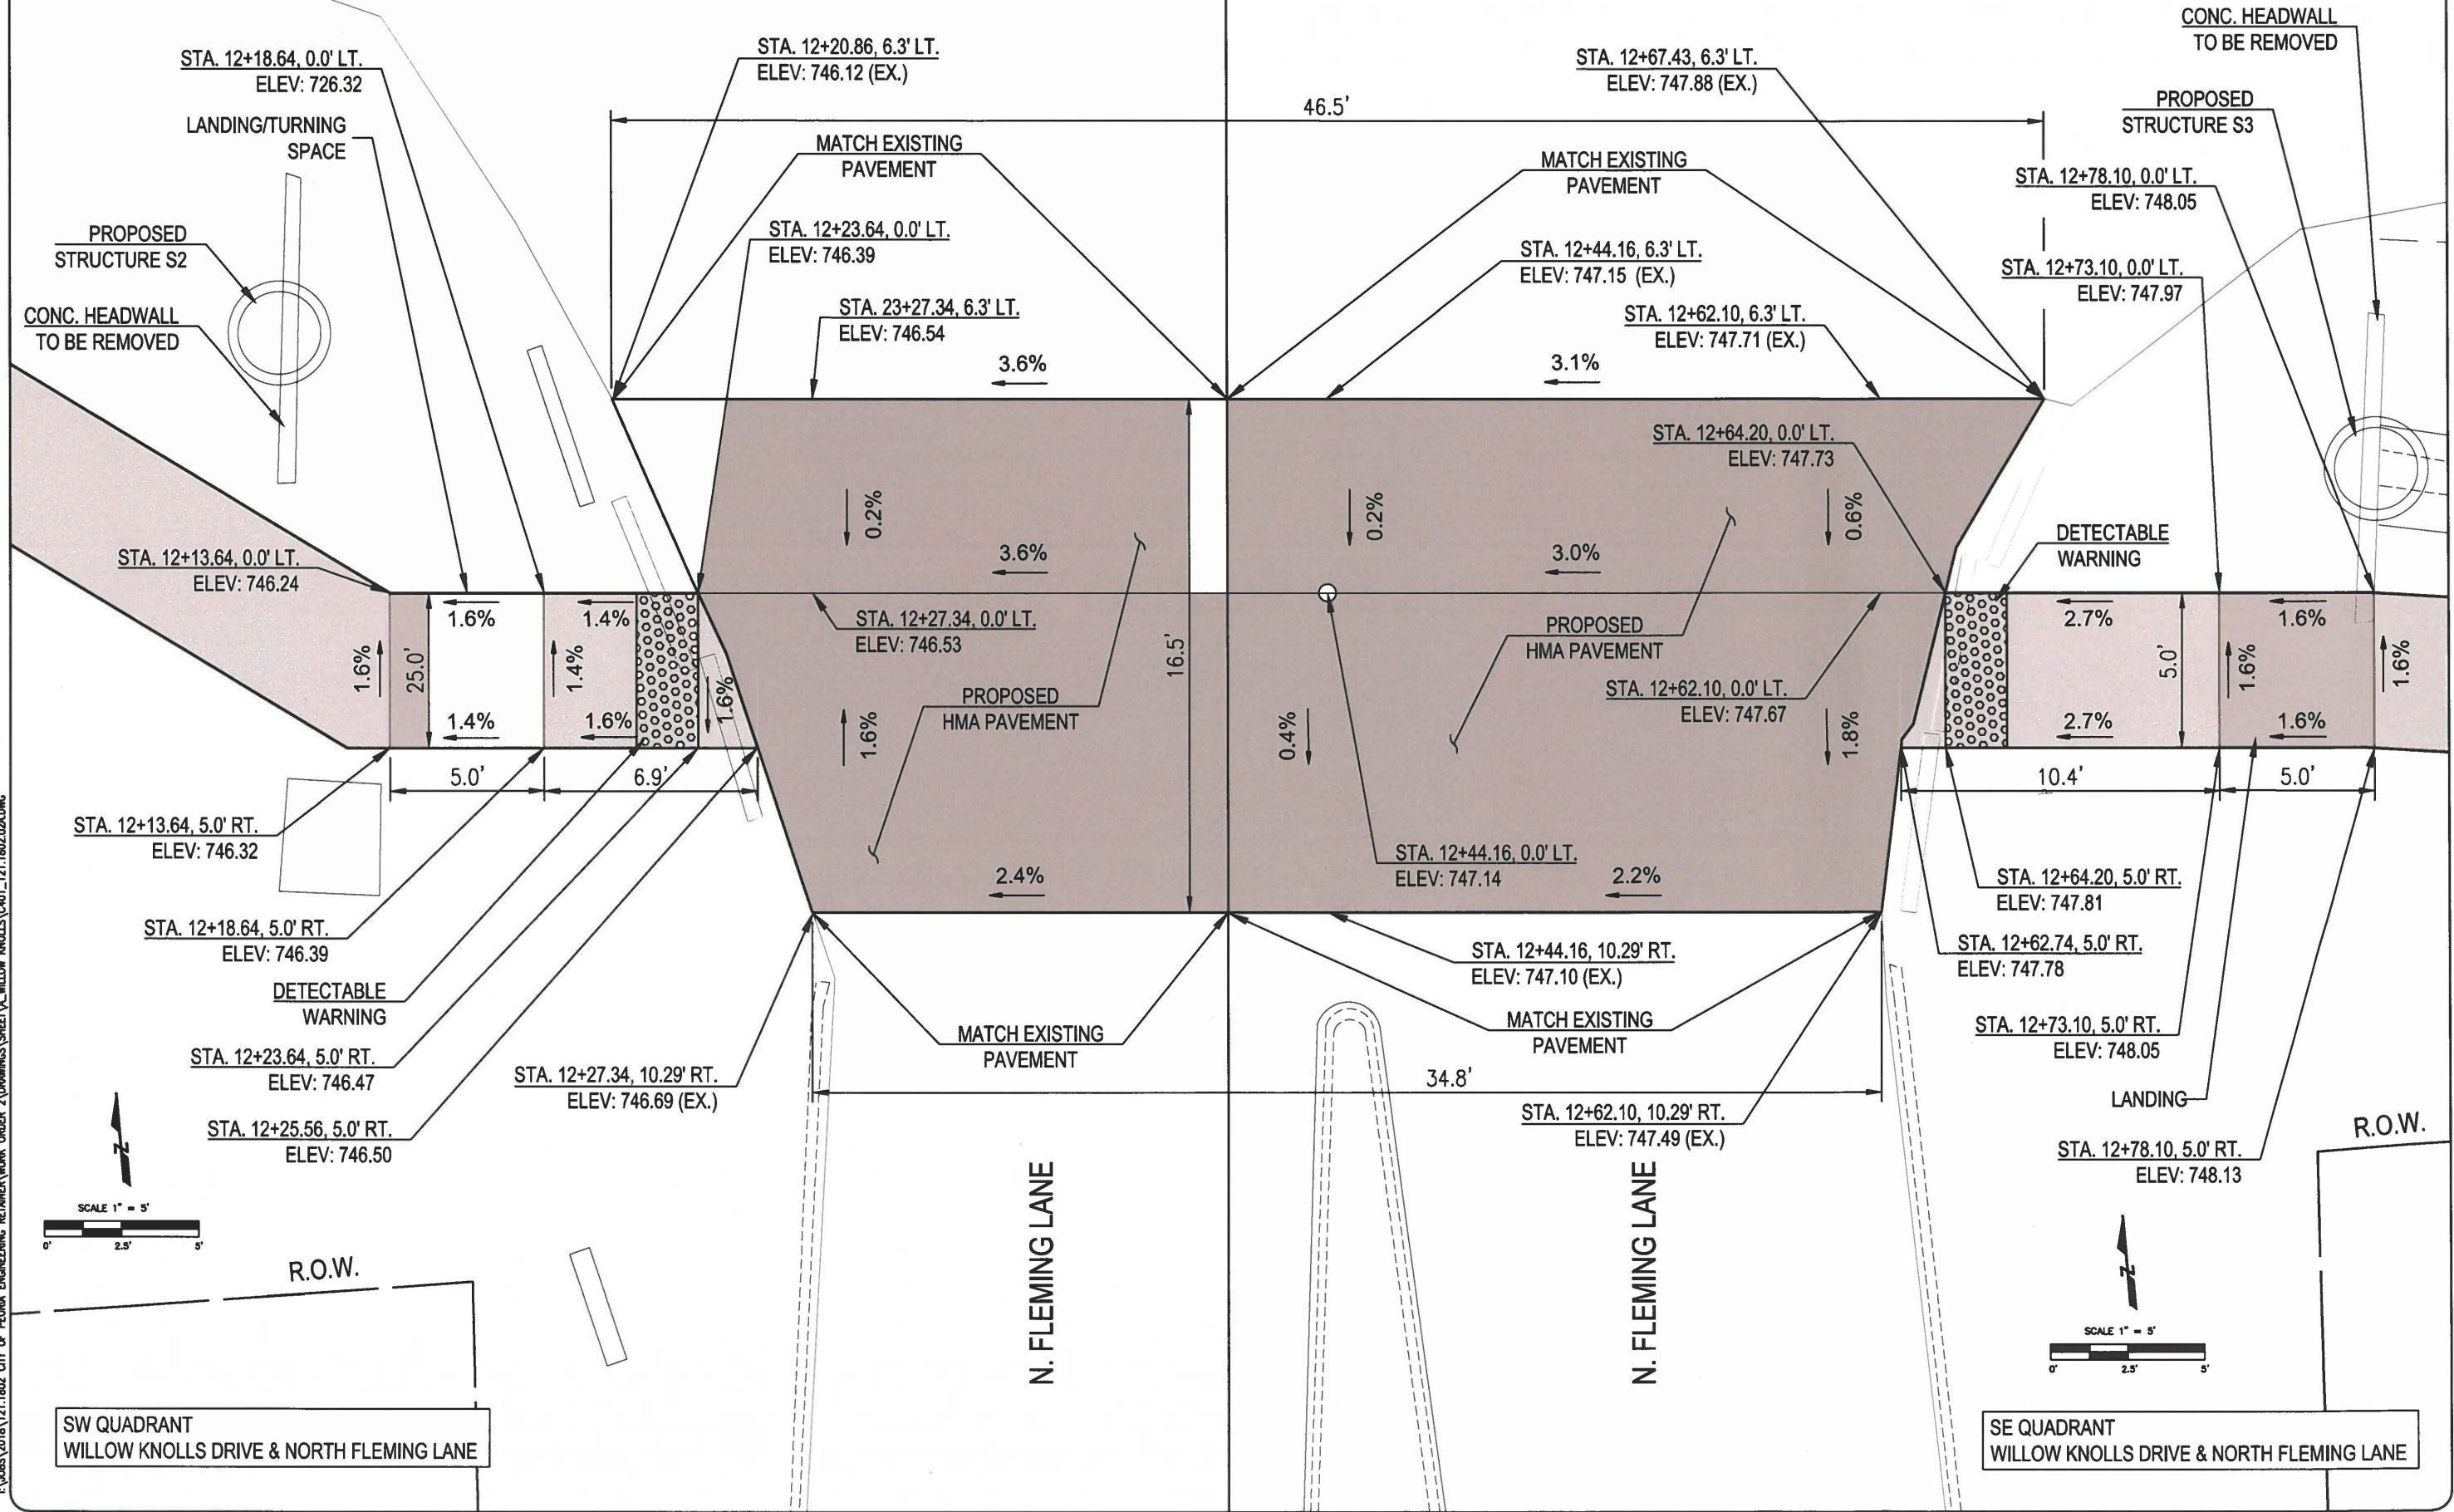 CONC. HEADWALL
TO BE REMOVED
STA. 12+18.64, 0.0' LT.
ELEV: 726.32
STA. 12+20.86, 6.3' LT.
ELEV: 746.12 (EX.)
STA. 12+67.43, 6.3' LT.
ELEV: 747.88 (EX.)
46.5'
PROPOSED
STRUCTURE S3
LANDING/TURNING
SPACE
MATCH EXISTING
PAVEMENT
MATCH EXISTING
PAVEMENT
STA. 12+78.10, 0.0' LT.
ELEV: 748.05
PROPOSED
STRUCTURE S2
STA. 12+23.64, 0.0' LT.
ELEV: 746.39
STA. 12+44.16, 6.3' LT.
ELEV: 747.15 (EX.)
STA. 12+73.10, 0.0' LT.
ELEV: 747.97
CONC. HEADWALL
TO BE REMOVED
STA. 23+27.34, 6.3' LT.
ELEV: 746.54
STA. 12+62.10, 6.3' LT.
ELEV: 747.71 (EX.)
3.6%
3.1%
STA. 12+64.20, 0.0' LT.
ELEV: 747.73
0.2%
0.2%
0.6%
DETECTABLE
WARNING
STA. 12+13.64, 0.0' LT.
ELEV: 746.24
3.6%
3.0%
1.6%
1.4%
STA. 12+27.34, 0.0' LT.
ELEV: 746.53
PROPOSED
HMA PAVEMENT
2.7%
1.6%
1.6%
25.0'
1.4%
1.6%
16.5'
5.0'
1.6%
1.6%
PROPOSED
HMA PAVEMENT
STA. 12+62.10, 0.0' LT.
ELEV: 747.67
1.4%
1.6%
1.6%
0.4%
1.8%
2.7%
1.6%
5.0'
6.9'
10.4'
5.0'
STA. 12+13.64, 5.0' RT.
ELEV: 746.32
STA. 12+44.16, 0.0' LT.
ELEV: 747.14
2.4%
2.2%
STA. 12+64.20, 5.0' RT.
ELEV: 747.81
STA. 12+18.64, 5.0' RT.
ELEV: 746.39
STA. 12+44.16, 10.29' RT.
ELEV: 747.10 (EX.)
STA. 12+62.74, 5.0' RT.
ELEV: 747.78
DETECTABLE
WARNING
MATCH EXISTING
PAVEMENT
MATCH EXISTING
PAVEMENT
STA. 12+73.10, 5.0' RT.
ELEV: 748.05
STA. 12+23.64, 5.0' RT.
ELEV: 746.47
STA. 12+27.34, 10.29' RT.
ELEV: 746.69 (EX.)
34.8'
LANDING
STA. 12+25.56, 5.0' RT.
ELEV: 746.50
STA. 12+62.10, 10.29' RT.
ELEV: 747.49 (EX.)
R.O.W.
STA. 12+78.10, 5.0' RT.
ELEV: 748.13
N. FLEMING LANE
N. FLEMING LANE
N
SCALE 1" = 5'
0' 2.5' 5'
N
SCALE 1" = 5'
0' 2.5' 5'
R.O.W.
SW QUADRANT
WILLOW KNOLLS DRIVE & NORTH FLEMING LANE
SE QUADRANT
WILLOW KNOLLS DRIVE & NORTH FLEMING LANE